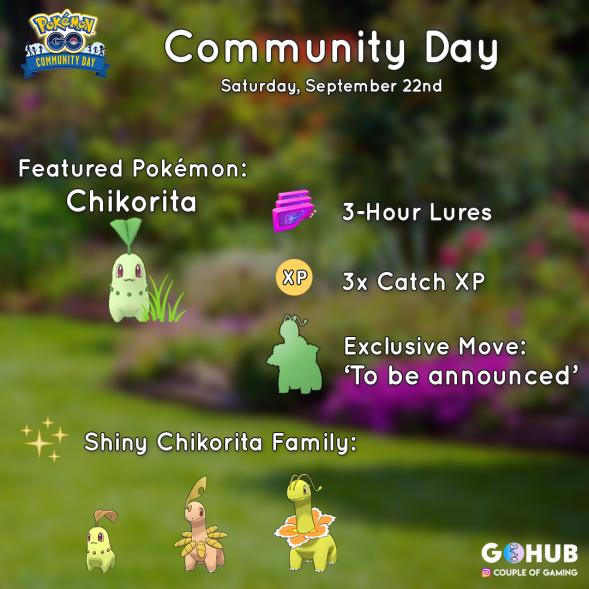 Pokémon
GO
COMMUNITY DAY
Community Day
Saturday, September 22nd
Featured Pokémon:
Chikorita
3-Hour Lures
XP
3x Catch XP
Exclusive Move:
'To be announced'
Shiny Chikorita Family:
GOHUB
COUPLE OF GAMING